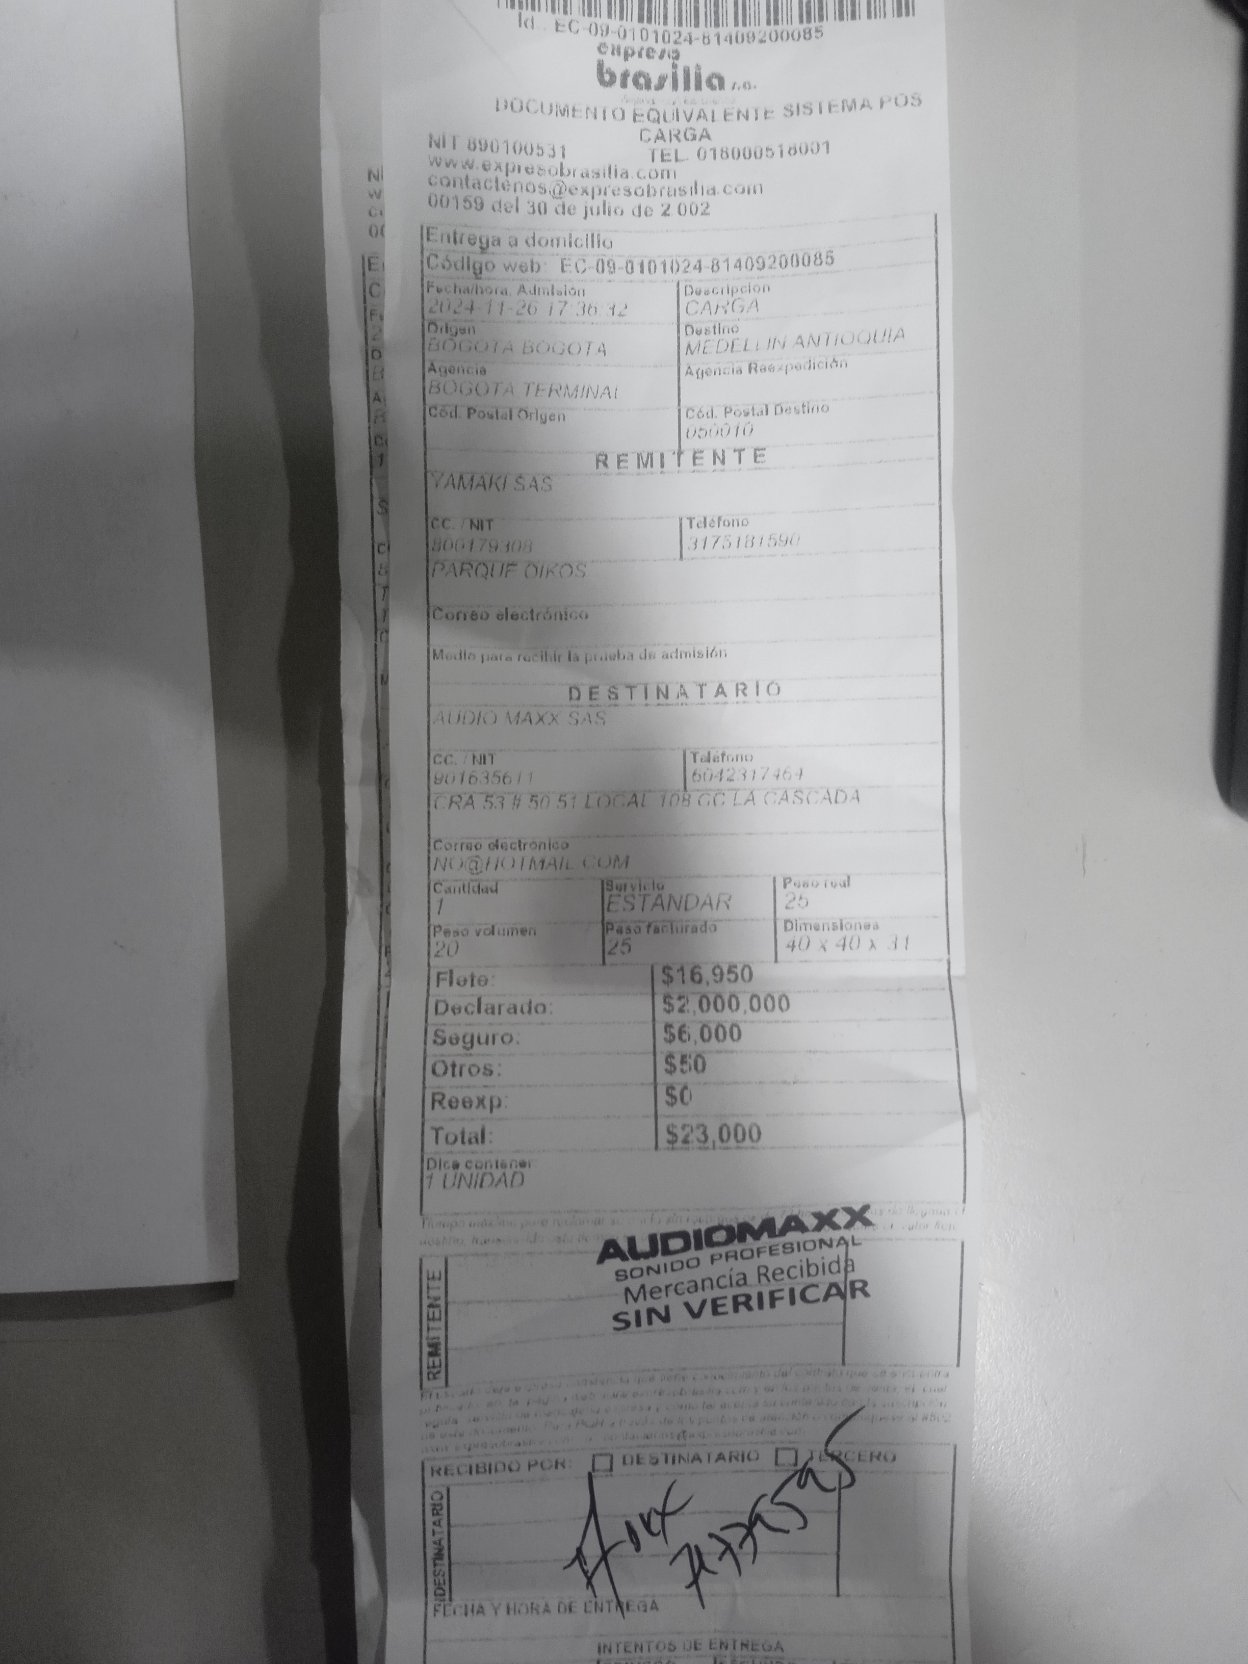 Id.. EC-09-0101024-81409200085
expreso
brasilia s.a.
DOCUMENTO EQUIVALENTE SISTEMA POS
CARGA
NIT 890100531 TEL. 018000518001
www.expresobrasilia.com
contactenos@expresobrasilia.com
00159 del 30 de julio de 2 002
Entrega a domicilio
Código web: EC-09-0101024-81409200085
Fecha/hora, Admisión Descripcion
2024-11-26 17:36:32 CARGA
Origen Destino
BOGOTA BOGOTA MEDELLIN ANTIOQUIA
Agencia Agencia Reexpedición
BOGOTA TERMINAL
Cód. Postal Origen Cód. Postal Destino
050010
REMITENTE
YAMAKI SAS
CC. / NIT Teléfono
800179308 3175181590
PARQUE OIKOS
Correo electrónico
Medio para recibir la prueba de admisión
DESTINATARIO
AUDIO MAXX SAS
CC. / NIT Teléfono
901635611 6042317464
CRA 53 # 50 51 LOCAL 108 CC LA CASCADA
Correo electrónico
NO@HOTMAIL.COM
Cantidad Servicio Peso real
1 ESTANDAR 25
Peso volumen Peso facturado Dimensiones
20 25 40 x 40 x 31
Flete: $16,950
Declarado: $2,000,000
Seguro: $6,000
Otros: $50
Reexp: $0
Total: $23,000
Dice contener
1 UNIDAD
AUDIOMAXX
SONIDO PROFESIONAL
Mercancía Recibida
SIN VERIFICAR
REMITENTE
RECIBIDO POR: DESTINATARIO TERCERO
DESTINATARIO
FECHA Y HORA DE ENTREGA
INTENTOS DE ENTREGA